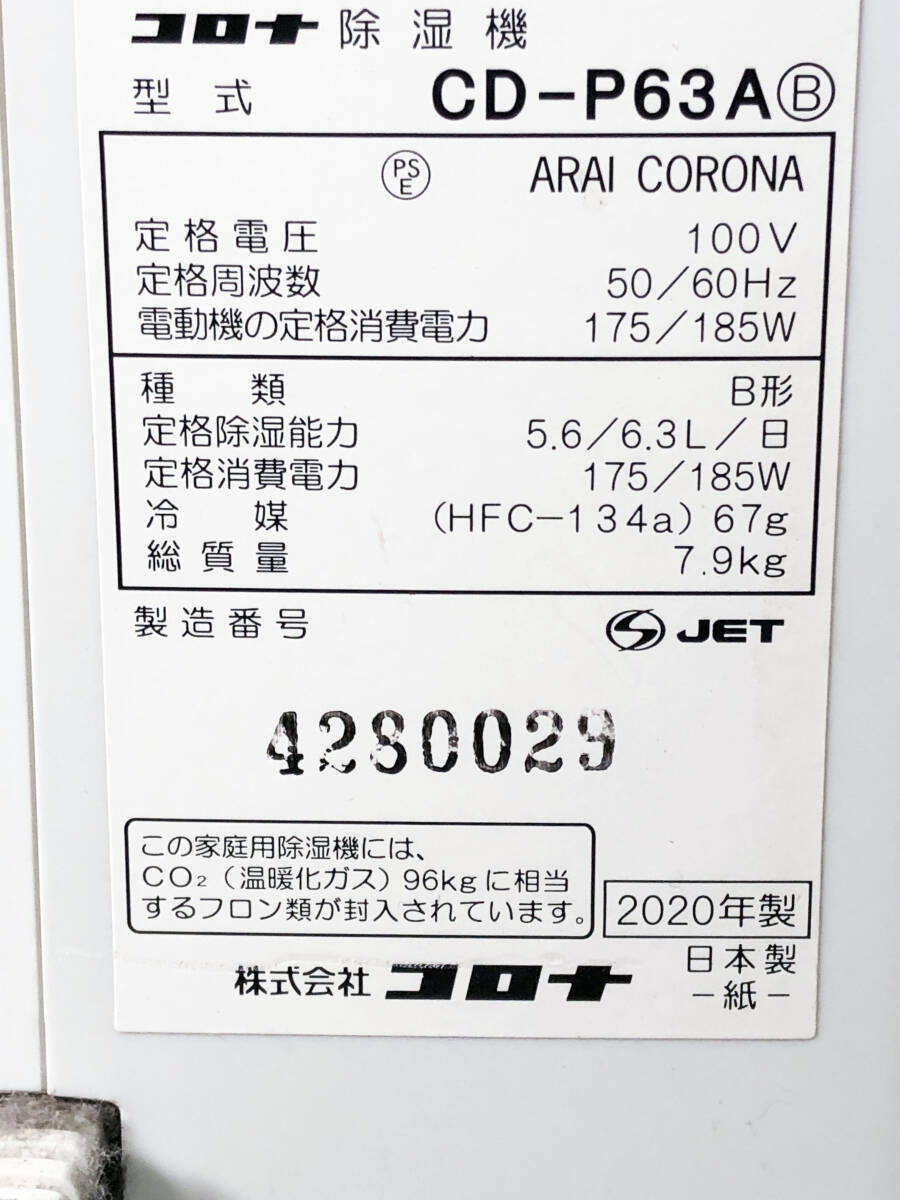 コロナ 除湿機
型式 CD-P63A Ⓑ
PSE ARAI CORONA
定格電圧 100V
定格周波数 50/60Hz
電動機の定格消費電力 175/185W
種類 B形
定格除湿能力 5.6/6.3L/日
定格消費電力 175/185W
冷媒 (HFC-134a) 67g
総質量 7.9kg
製造番号 JET
4280029
この家庭用除湿機には、
CO₂（温暖化ガス）96kgに相当
するフロン類が封入されています。
2020年製
株式会社 コロナ
日本製
-紙-